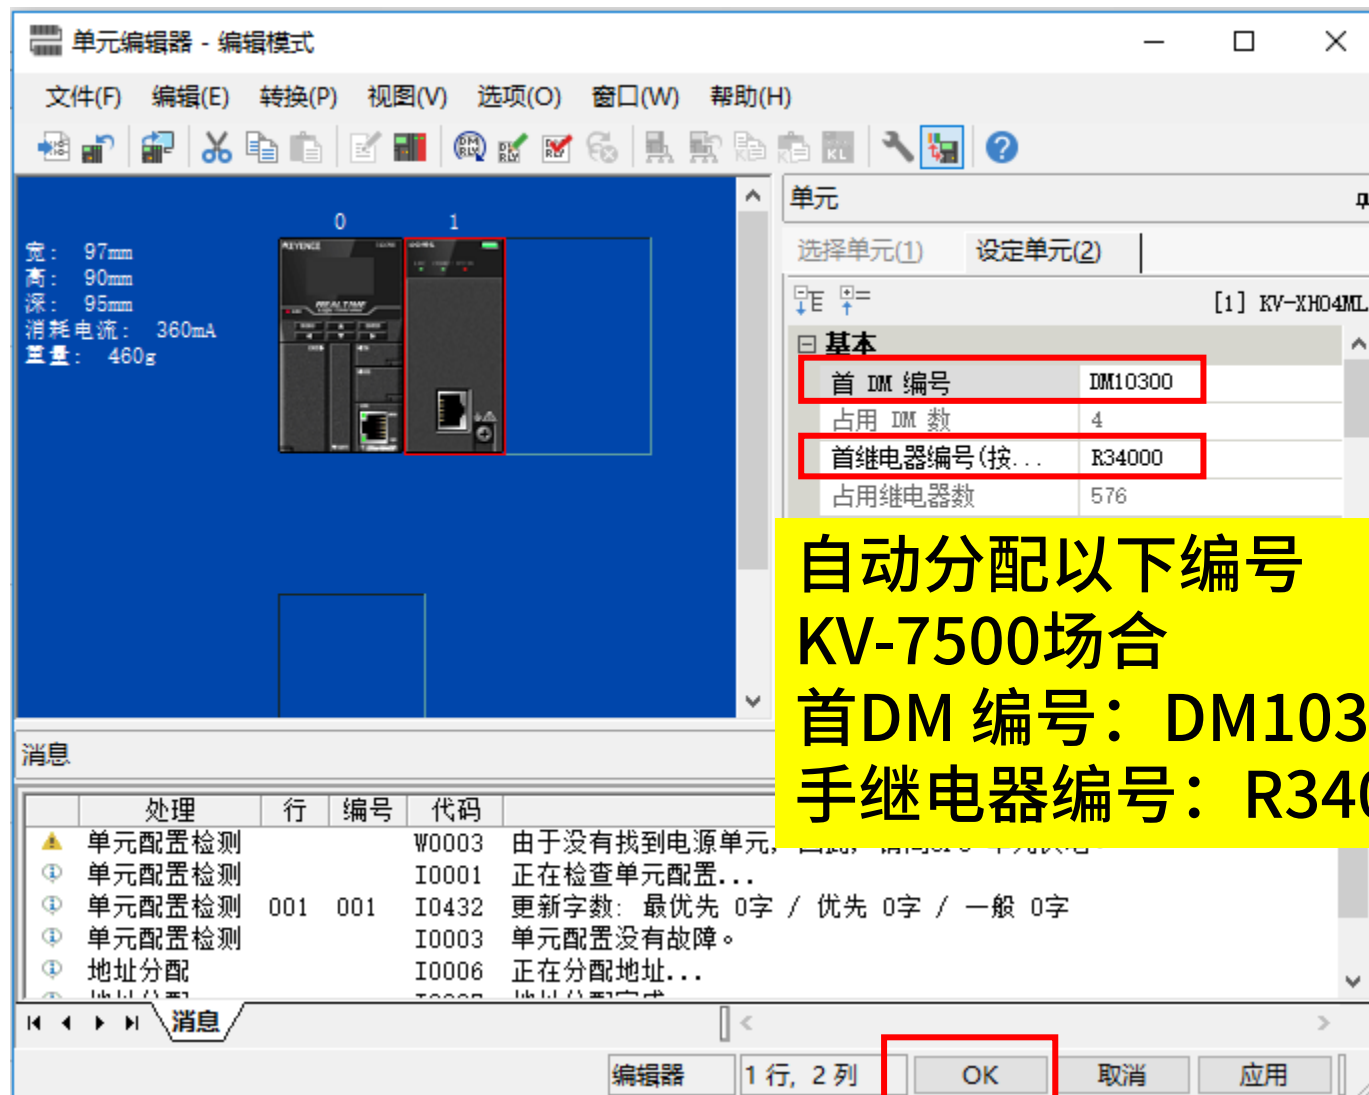 单元编辑器 - 编辑模式
文件(F) 编辑(E) 转换(P) 视图(V) 选项(O) 窗口(W) 帮助(H)
0 1
宽: 97mm
高: 90mm
深: 95mm
消耗电流: 360mA
重量: 460g
KEYENCE
REALTIME
单元
选择单元(1) 设定单元(2)
[1] KV-XH04ML
基本
首 DM 编号 DM10300
占用 DM 数 4
首继电器编号(按... R34000
占用继电器数 576
自动分配以下编号
KV-7500场合
首DM 编号：DM103
手继电器编号：R340
消息
处理 行 编号 代码
单元配置检测 W0003 由于没有找到电源单元,
单元配置检测 I0001 正在检查单元配置...
单元配置检测 001 001 I0432 更新字数: 最优先 0字 / 优先 0字 / 一般 0字
单元配置检测 I0003 单元配置没有故障。
地址分配 I0006 正在分配地址...
消息
编辑器 1 行, 2 列 OK 取消 应用